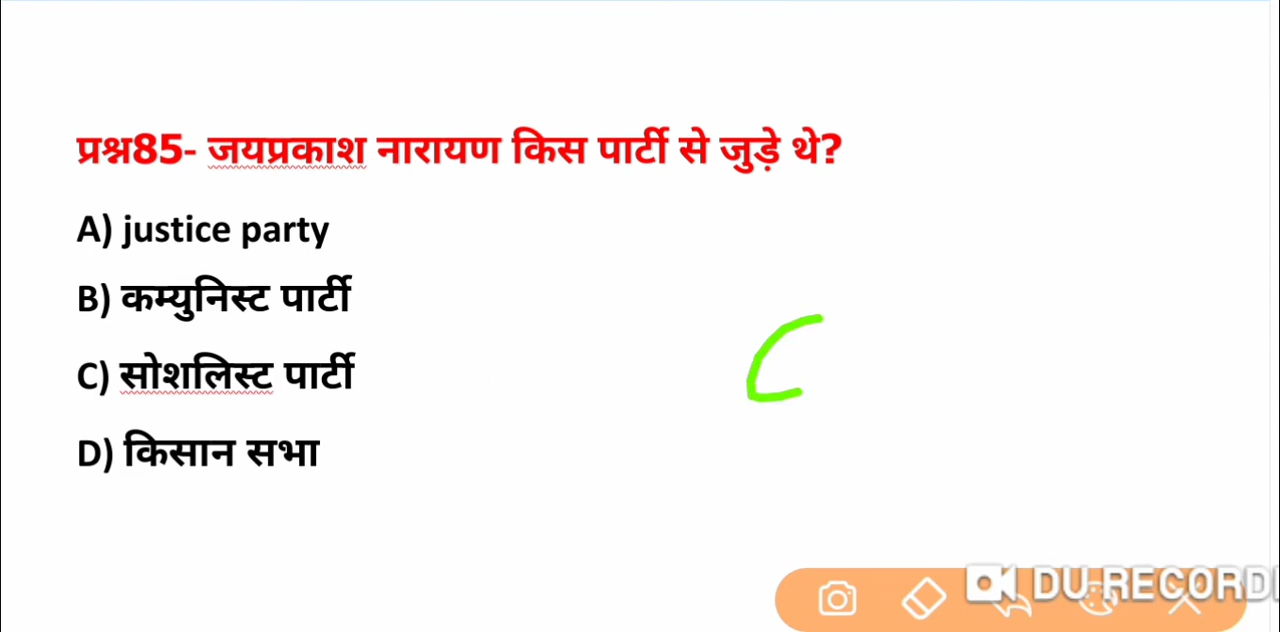 प्रश्न85- जयप्रकाश नारायण किस पार्टी से जुड़े थे?
A) justice party
B) कम्युनिस्ट पार्टी
C) सोशलिस्ट पार्टी
C
D) किसान सभा
DU RECORD